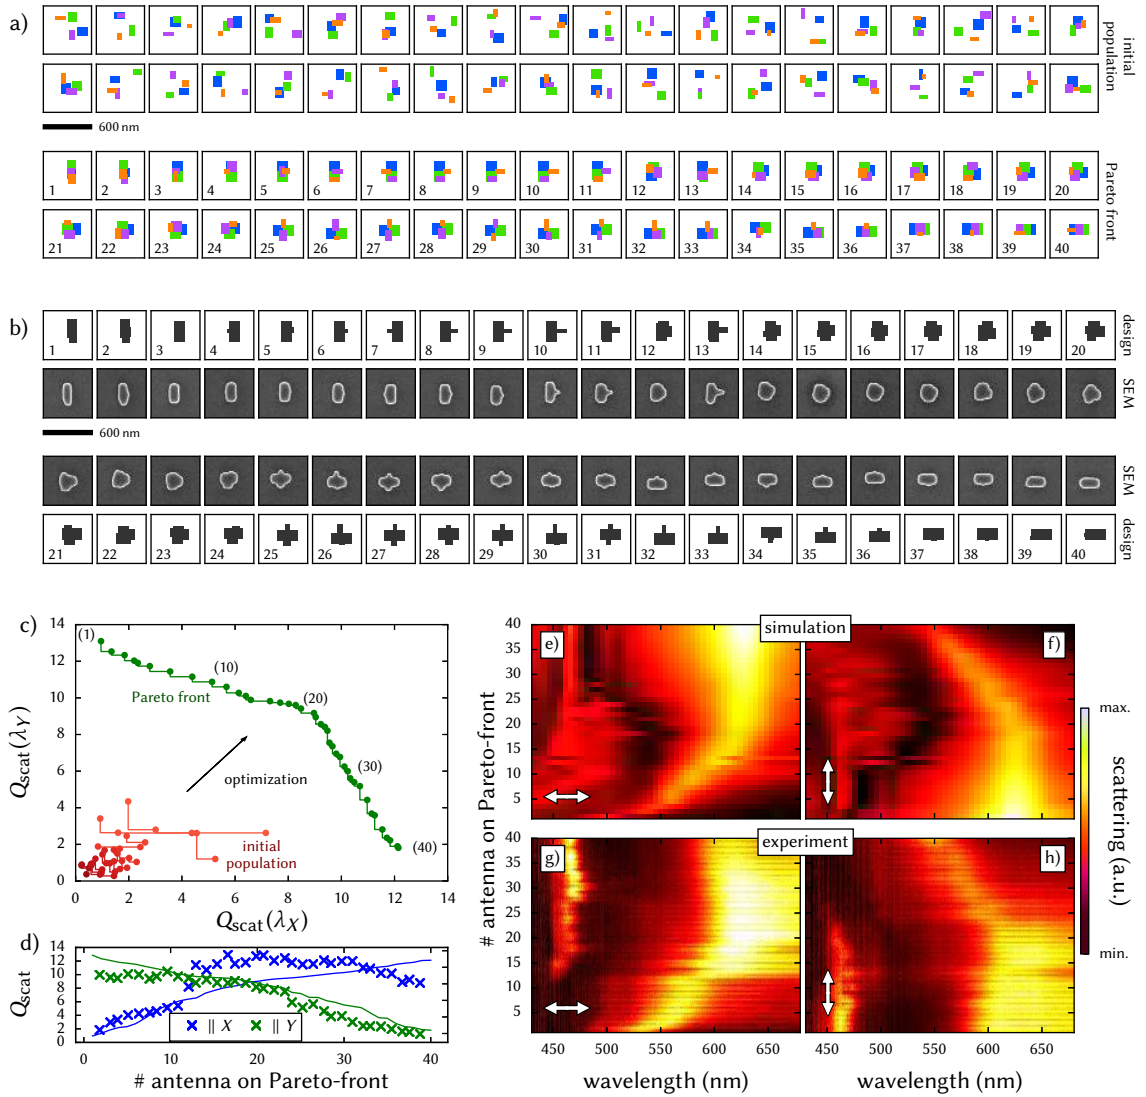 a)
initial
population
600 nm
1 2 3 4 5 6 7 8 9 10 11 12 13 14 15 16 17 18 19 20
Pareto front
21 22 23 24 25 26 27 28 29 30 31 32 33 34 35 36 37 38 39 40
b)
1 2 3 4 5 6 7 8 9 10 11 12 13 14 15 16 17 18 19 20
design
SEM
600 nm
SEM
21 22 23 24 25 26 27 28 29 30 31 32 33 34 35 36 37 38 39 40
design
c)
14
12
10
8
6
4
2
0
Qscat(λY)
(1)
(10)
(20)
(30)
(40)
Pareto front
optimization
initial
population
0 2 4 6 8 10 12 14
Qscat(λX)
d)
14
12
10
8
6
4
2
0
Qscat
|| X || Y
0 10 20 30 40
# antenna on Pareto-front
simulation
e)
f)
40
35
30
25
20
15
10
5
# antenna on Pareto-front
experiment
g)
h)
40
35
30
25
20
15
10
5
450 500 550 600 650
450 500 550 600 650
wavelength (nm)
wavelength (nm)
max.
scattering (a.u.)
min.